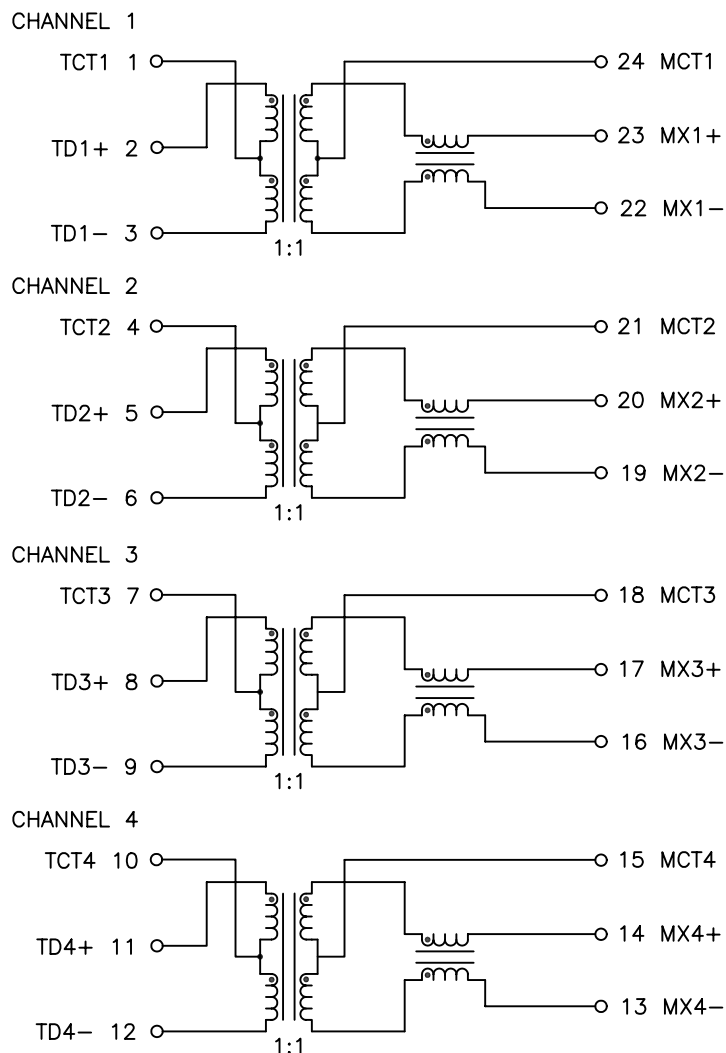 CHANNEL 1
TCT1 1 24 MCT1
TD1+ 2 23 MX1+
22 MX1-
TD1- 3
1:1
CHANNEL 2
TCT2 4 21 MCT2
TD2+ 5 20 MX2+
19 MX2-
TD2- 6
1:1
CHANNEL 3
TCT3 7 18 MCT3
TD3+ 8 17 MX3+
16 MX3-
TD3- 9
1:1
CHANNEL 4
TCT4 10 15 MCT4
TD4+ 11 14 MX4+
13 MX4-
TD4- 12
1:1